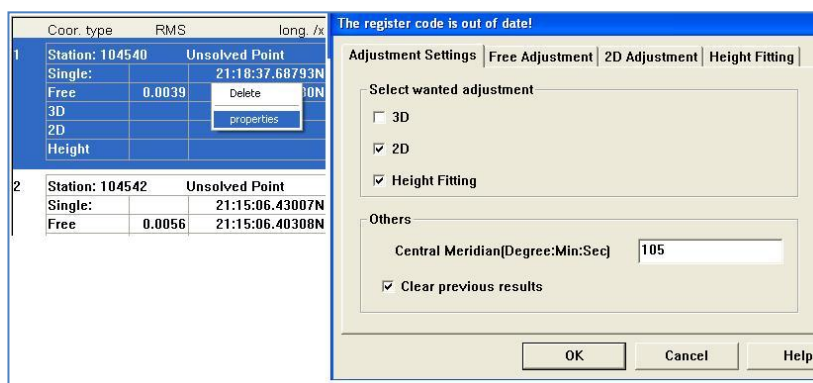 Coor. type RMS long. /x
1 Station: 104540 Unsolved Point
Single: 21:18:37.68793N
Free 0.0039 30N
3D
2D
Height
Delete
properties
2 Station: 104542 Unsolved Point
Single: 21:15:06.43007N
Free 0.0056 21:15:06.40308N
The register code is out of date!
Adjustment Settings Free Adjustment 2D Adjustment Height Fitting
Select wanted adjustment
3D
2D
Height Fitting
Others
Central Meridian(Degree:Min:Sec) 105
Clear previous results
OK Cancel Help